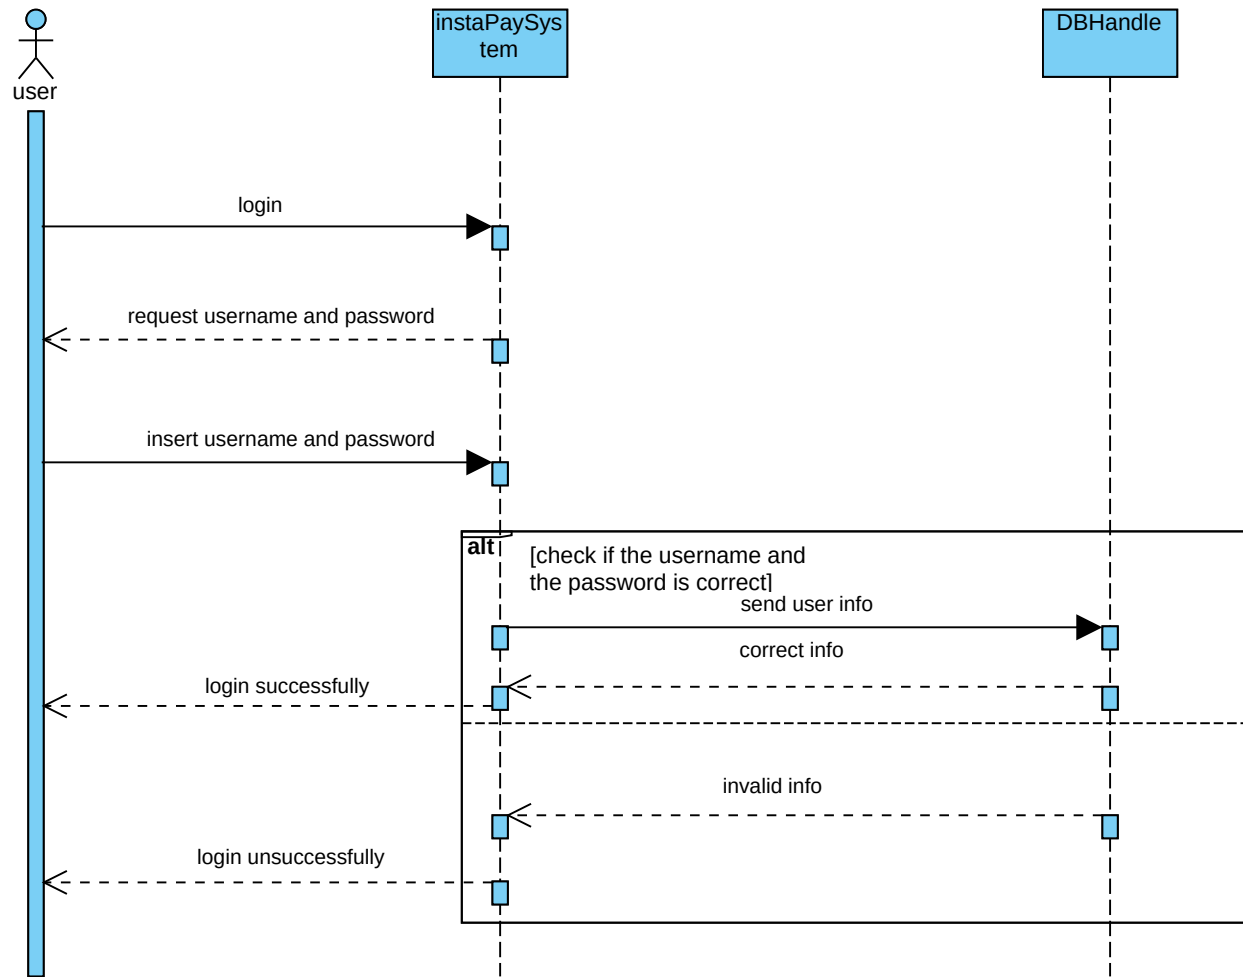 instaPaySys
tem
DBHandle
user
login
request username and password
insert username and password
alt
[check if the username and
the password is correct]
send user info
correct info
login successfully
invalid info
login unsuccessfully